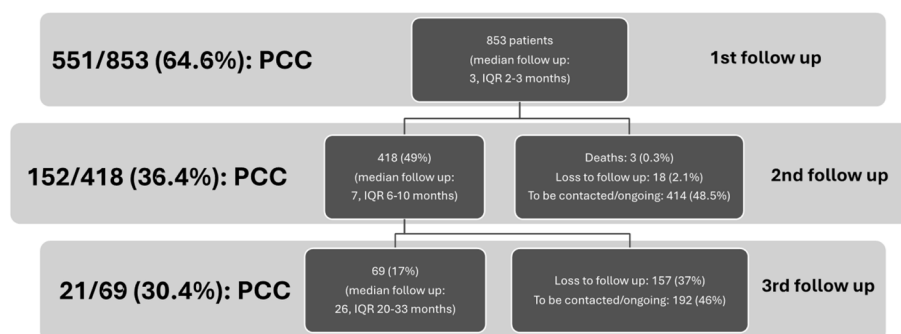 551/853 (64.6%): PCC
853 patients
(median follow up:
3, IQR 2-3 months)
1st follow up
152/418 (36.4%): PCC
418 (49%)
(median follow up:
7, IQR 6-10 months)
Deaths: 3 (0.3%)
Loss to follow up: 18 (2.1%)
To be contacted/ongoing: 414 (48.5%)
2nd follow up
21/69 (30.4%): PCC
69 (17%)
(median follow up:
26, IQR 20-33 months)
Loss to follow up: 157 (37%)
To be contacted/ongoing: 192 (46%)
3rd follow up